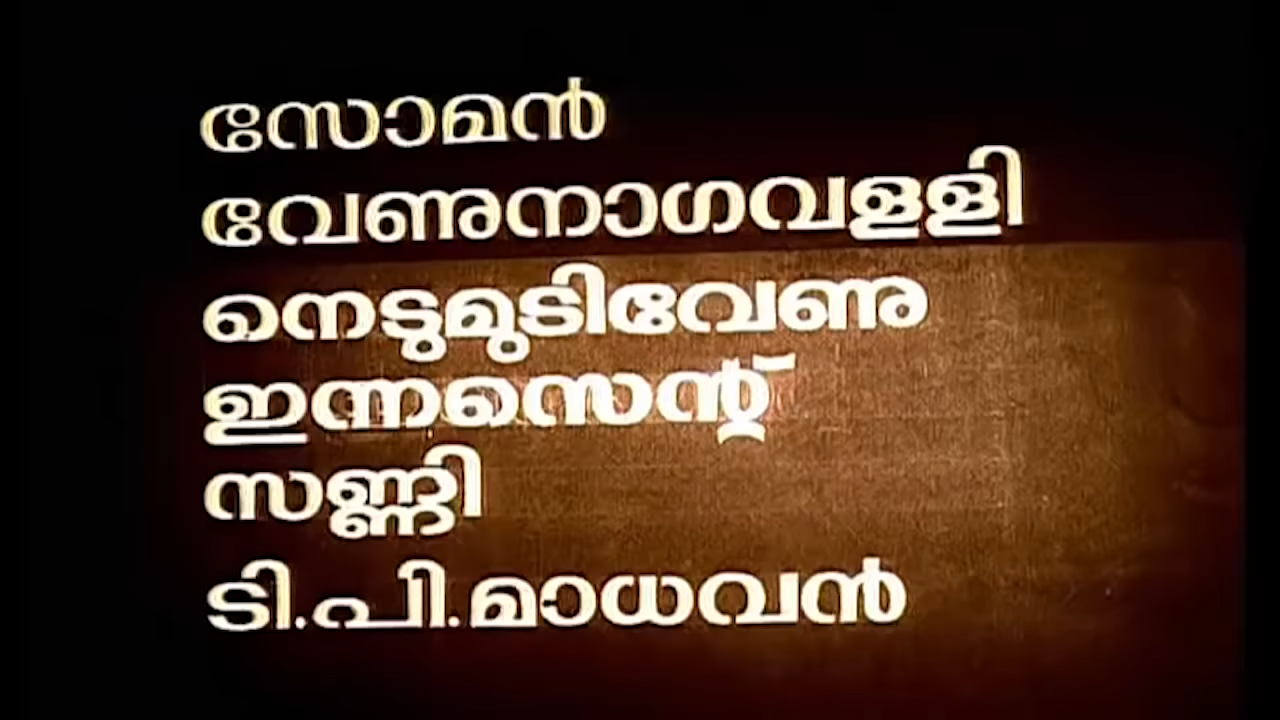 സോമൻ
വേണുനാഗവള്ളി
നെടുമുടിവേണു
ഇന്നസെന്റ്
സണ്ണി
ടി.പി.മാധവൻ